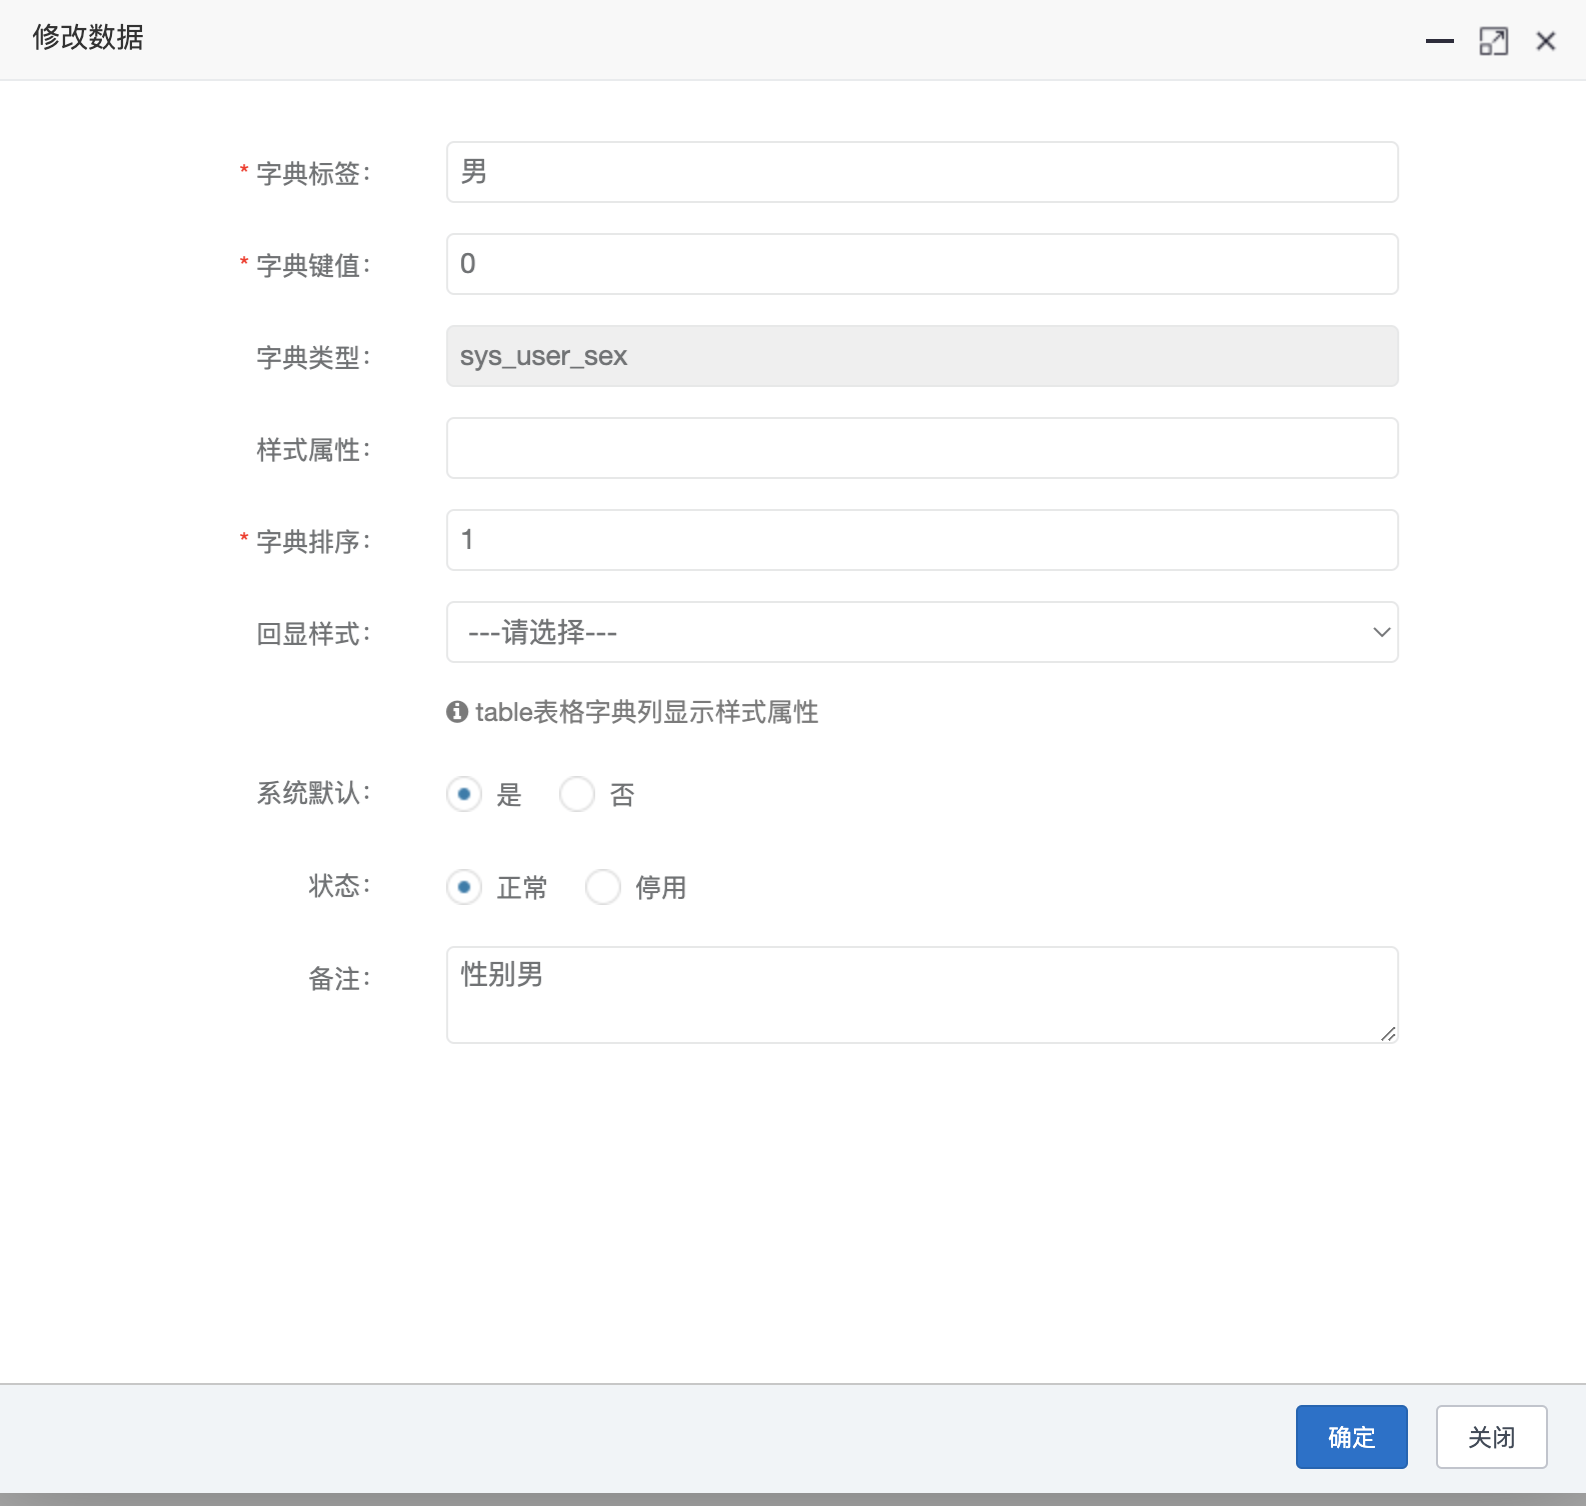 修改数据
* 字典标签： 男
* 字典键值： 0
字典类型： sys_user_sex
样式属性：
* 字典排序： 1
回显样式： ---请选择---
table表格字典列显示样式属性
系统默认： 是 否
状态： 正常 停用
备注： 性别男
确定 关闭